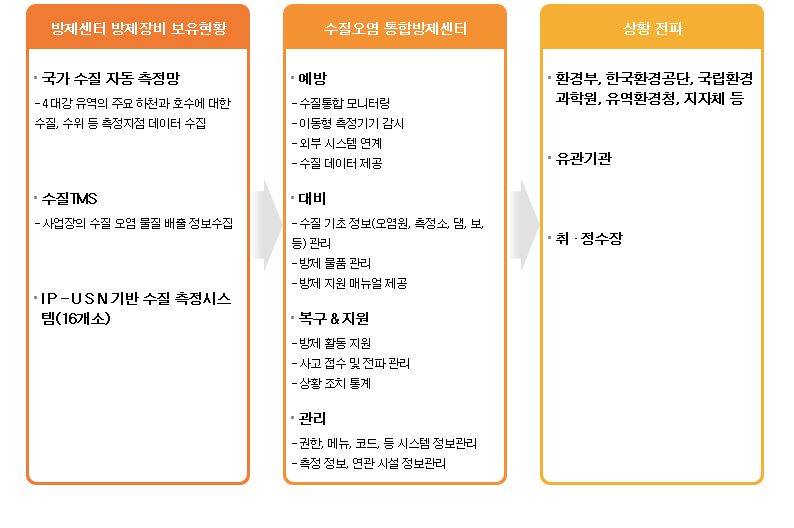 방제센터 방제장비 보유현황
· 국가 수질 자동 측정망
- 4대강 유역의 주요 하천과 호수에 대한
수질, 수위 등 측정지점 데이터 수집
· 수질TMS
- 사업장의 수질 오염 물질 배출 정보수집
· IP-USN 기반 수질 측정시스
템(16개소)
수질오염 통합방제센터
· 예방
- 수질통합 모니터링
- 이동형 측정기기 감시
- 외부 시스템 연계
- 수질 데이터 제공
· 대비
- 수질 기초 정보(오염원, 측정소, 댐, 보,
등) 관리
- 방제 물품 관리
- 방제 지원 매뉴얼 제공
· 복구 & 지원
- 방제 활동 지원
- 사고 접수 및 전파 관리
- 상황 조치 통계
· 관리
- 권한, 메뉴, 코드, 등 시스템 정보관리
- 측정 정보, 연관 시설 정보관리
상황 전파
· 환경부, 한국환경공단, 국립환경
과학원, 유역환경청, 지자체 등
· 유관기관
· 취 · 정수장